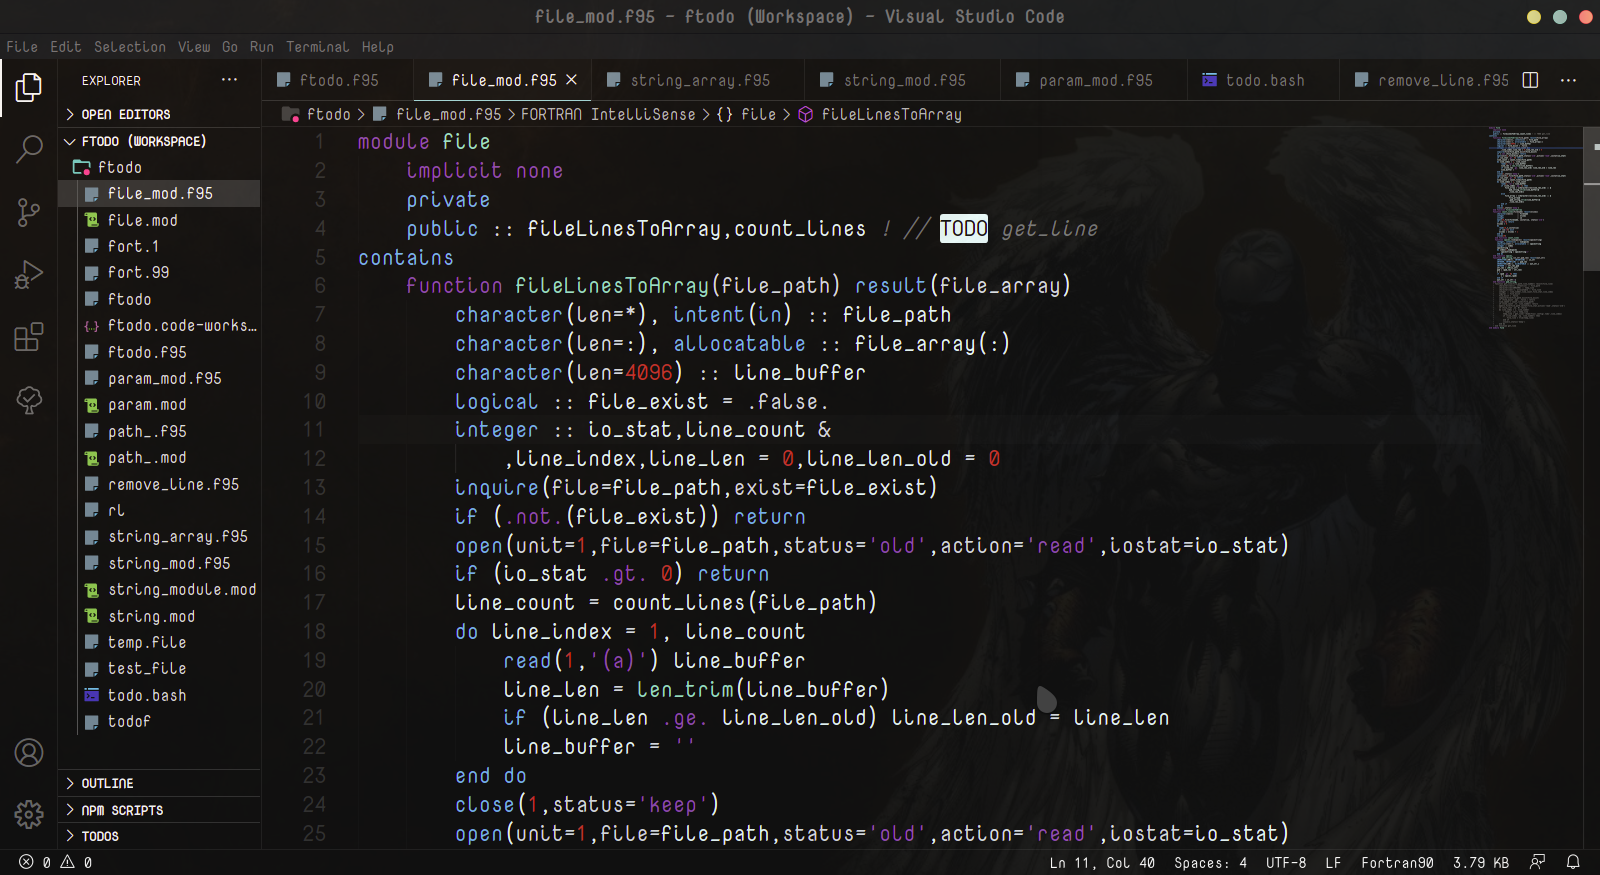 file_mod.f95 - ftodo (Workspace) - Visual Studio Code
File Edit Selection View Go Run Terminal Help
EXPLORER ···
ftodo.f95 file_mod.f95 string_array.f95 string_mod.f95 param_mod.f95 todo.bash remove_line.f95 ···
OPEN EDITORS
ftodo > file_mod.f95 > FORTRAN IntelliSense > {} file > fileLinesToArray
FTODO (WORKSPACE)
ftodo
file_mod.f95
file.mod
fort.1
fort.99
ftodo
ftodo.code-works…
ftodo.f95
param_mod.f95
param.mod
path_.f95
path_.mod
remove_line.f95
rl
string_array.f95
string_mod.f95
string_module.mod
string.mod
temp.file
test_file
todo.bash
todof
OUTLINE
NPM SCRIPTS
TODOS
1 module file
2 implicit none
3 private
4 public :: fileLinesToArray,count_lines ! // TODO get_line
5 contains
6 function fileLinesToArray(file_path) result(file_array)
7 character(len=*), intent(in) :: file_path
8 character(len=:), allocatable :: file_array(:)
9 character(len=4096) :: line_buffer
10 logical :: file_exist = .false.
11 integer :: io_stat,line_count &
12 ,line_index,line_len = 0,line_len_old = 0
13 inquire(file=file_path,exist=file_exist)
14 if (.not.(file_exist)) return
15 open(unit=1,file=file_path,status='old',action='read',iostat=io_stat)
16 if (io_stat .gt. 0) return
17 line_count = count_lines(file_path)
18 do line_index = 1, line_count
19 read(1,'(a)') line_buffer
20 line_len = len_trim(line_buffer)
21 if (line_len .ge. line_len_old) line_len_old = line_len
22 line_buffer = ''
23 end do
24 close(1,status='keep')
25 open(unit=1,file=file_path,status='old',action='read',iostat=io_stat)
0 0 Ln 11, Col 40 Spaces: 4 UTF-8 LF Fortran90 3.79 KB